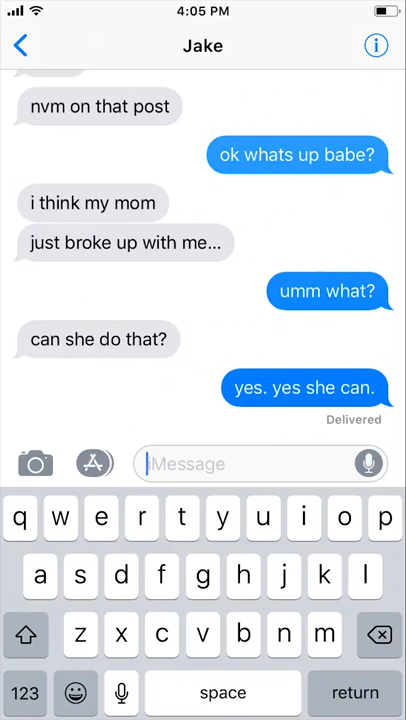 4:05 PM
Jake
nvm on that post
ok whats up babe?
i think my mom
just broke up with me...
umm what?
can she do that?
yes. yes she can.
Delivered
iMessage
q w e r t y u i o p
a s d f g h j k l
z x c v b n m
123 space return